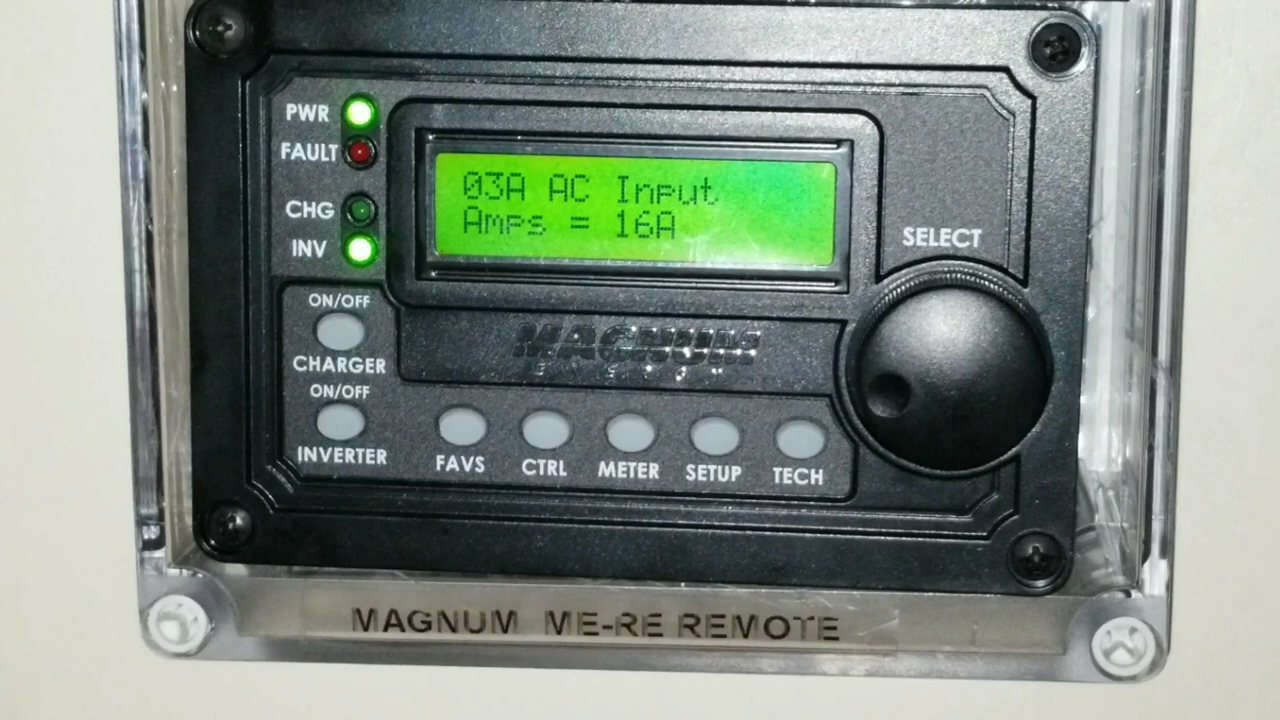 PWR
FAULT
CHG
INV
03A AC Input
Amps = 16A
SELECT
ON/OFF
CHARGER
ON/OFF
INVERTER
MAGNUM
FAVS
CTRL
METER
SETUP
TECH
MAGNUM ME-RE REMOTE